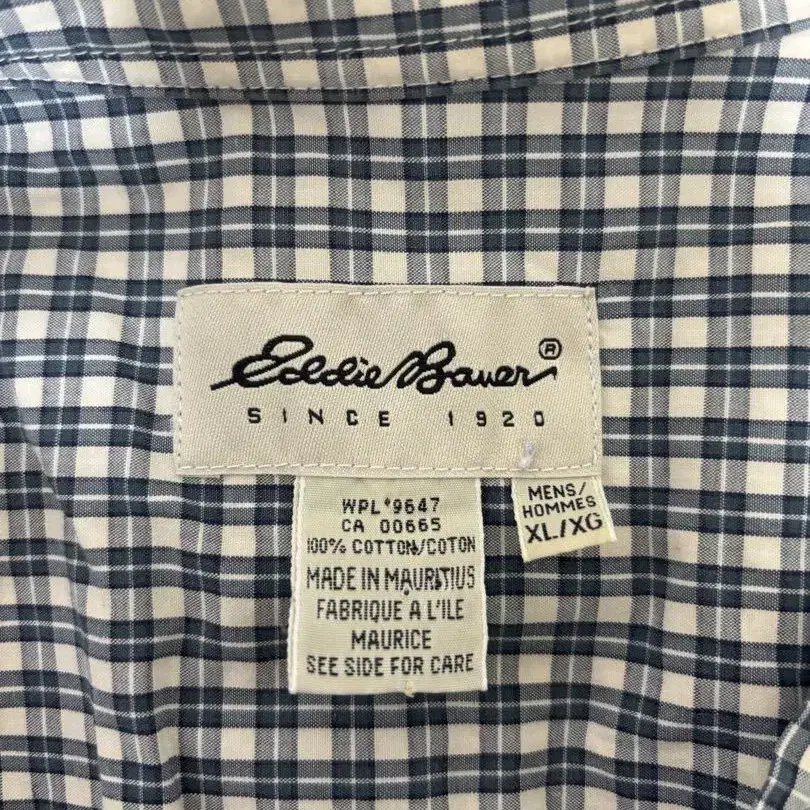 Eddie Bauer®
SINCE 1920
WPL#9647
CA 00665
100% COTTON/COTON
MADE IN MAURITIUS
FABRIQUE A L'ILE
MAURICE
SEE SIDE FOR CARE
MENS/
HOMMES
XL/XG